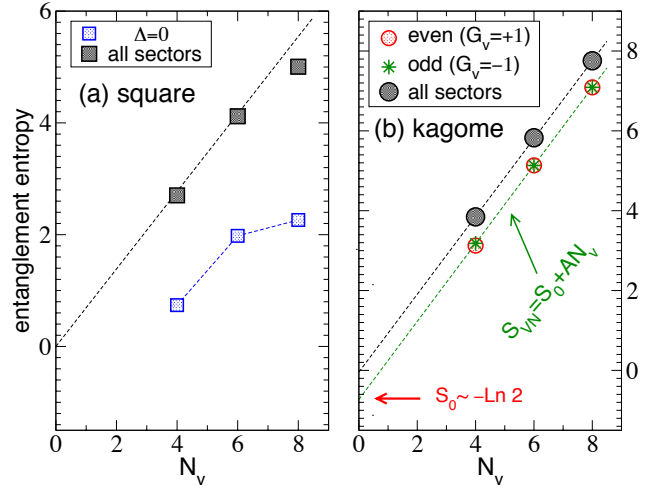 Δ=0
all sectors
(a) square
entanglement entropy
6
4
2
0
0 2 4 6 8
N_v
even (G_v=+1)
odd (G_v=−1)
all sectors
(b) kagome
S_VN=S_0+AN_v
S_0~ −Ln 2
8
6
4
2
0
0 2 4 6 8
N_v